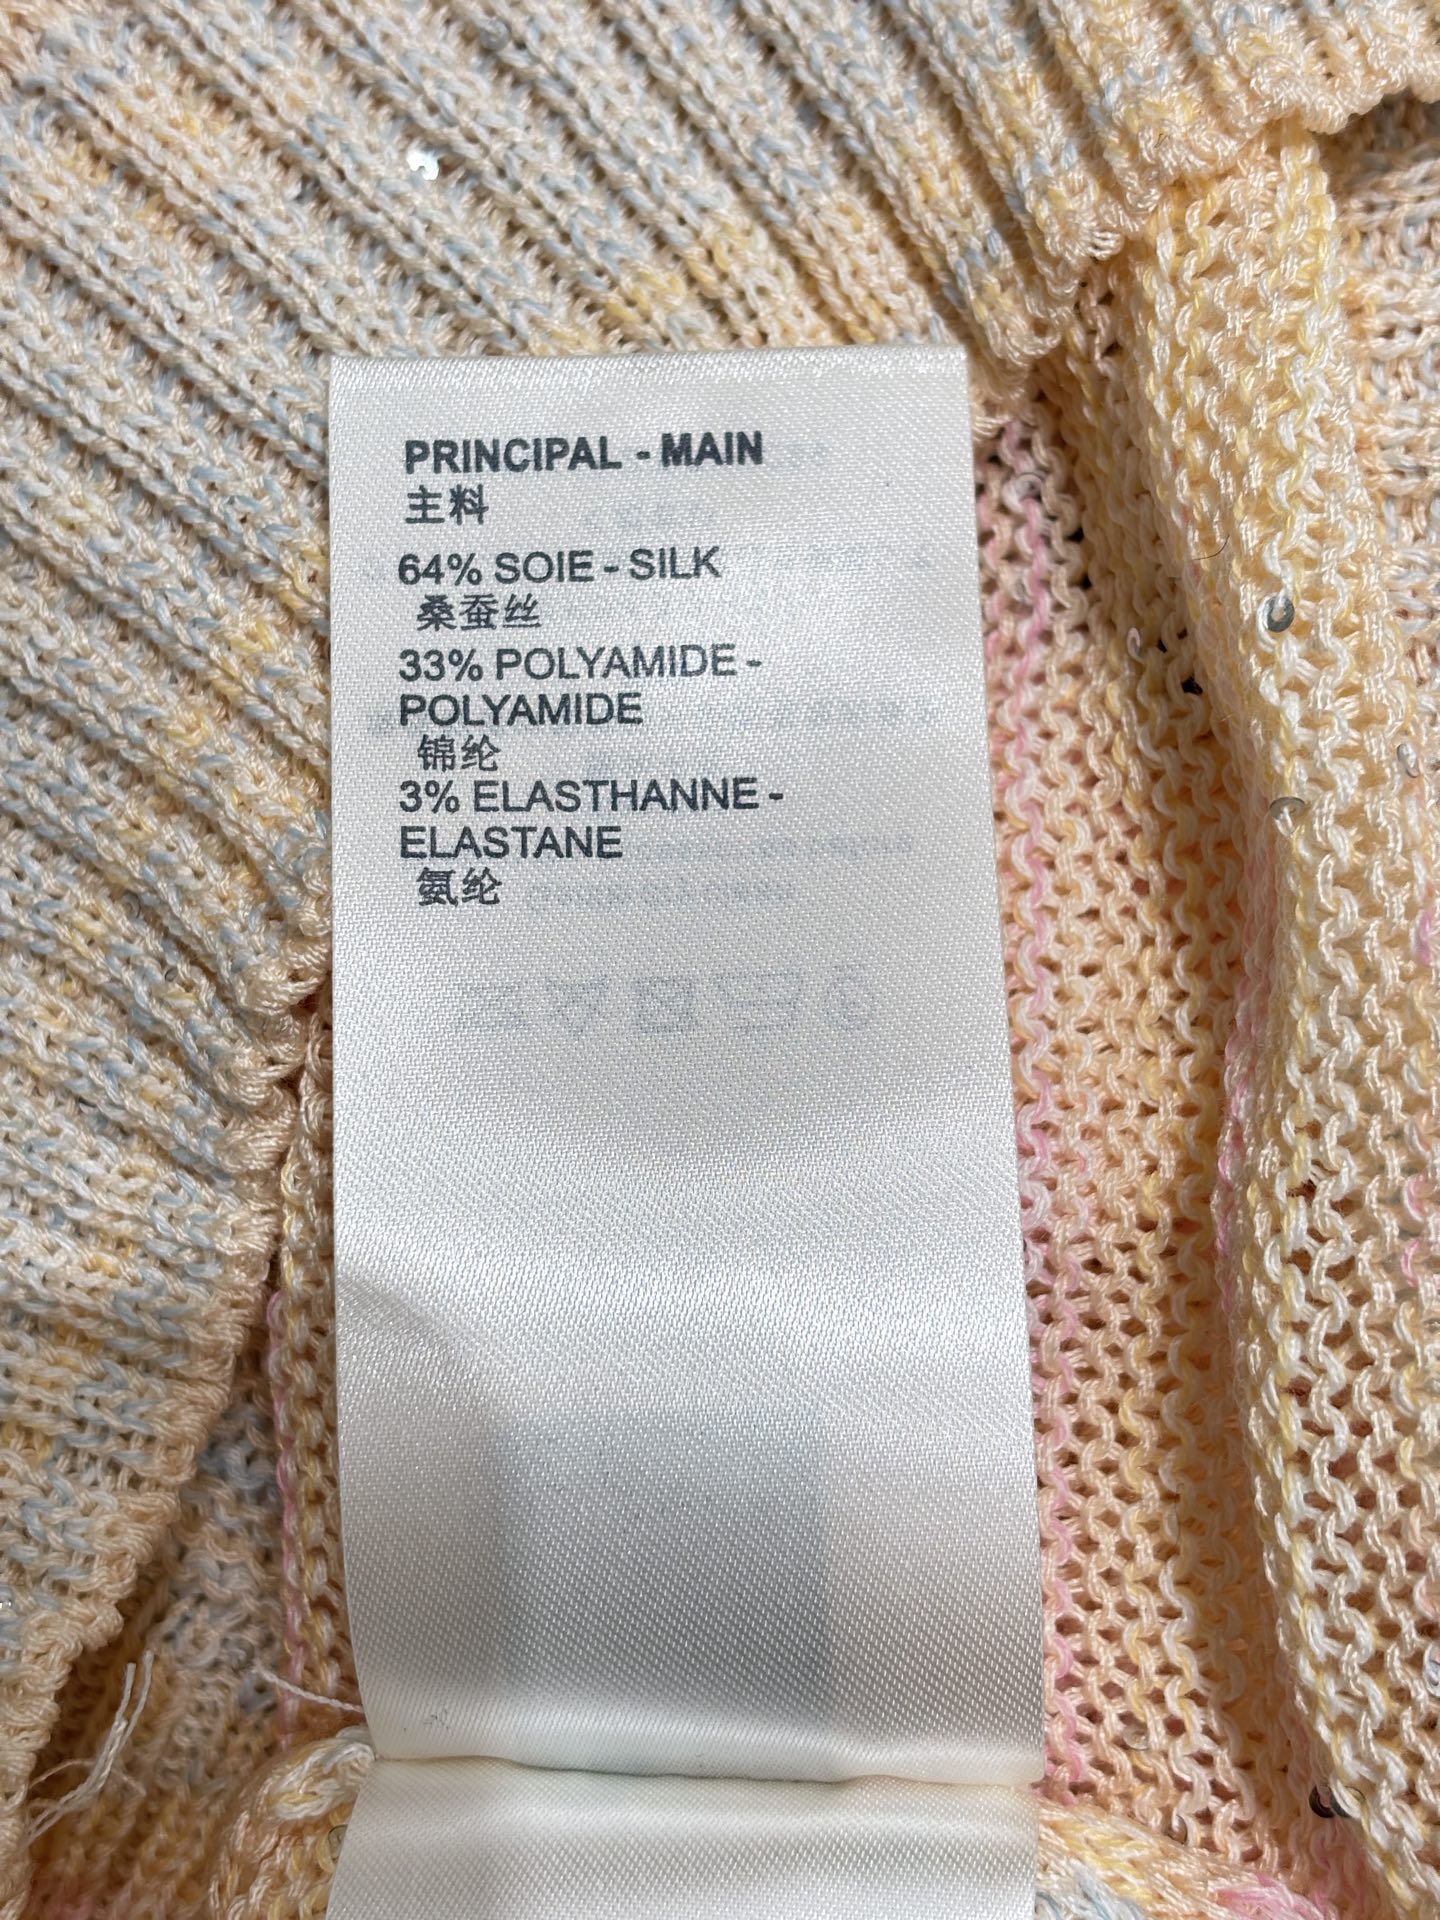 PRINCIPAL - MAIN
主料
64% SOIE - SILK
桑蚕丝
33% POLYAMIDE -
POLYAMIDE
锦纶
3% ELASTHANNE -
ELASTANE
氨纶